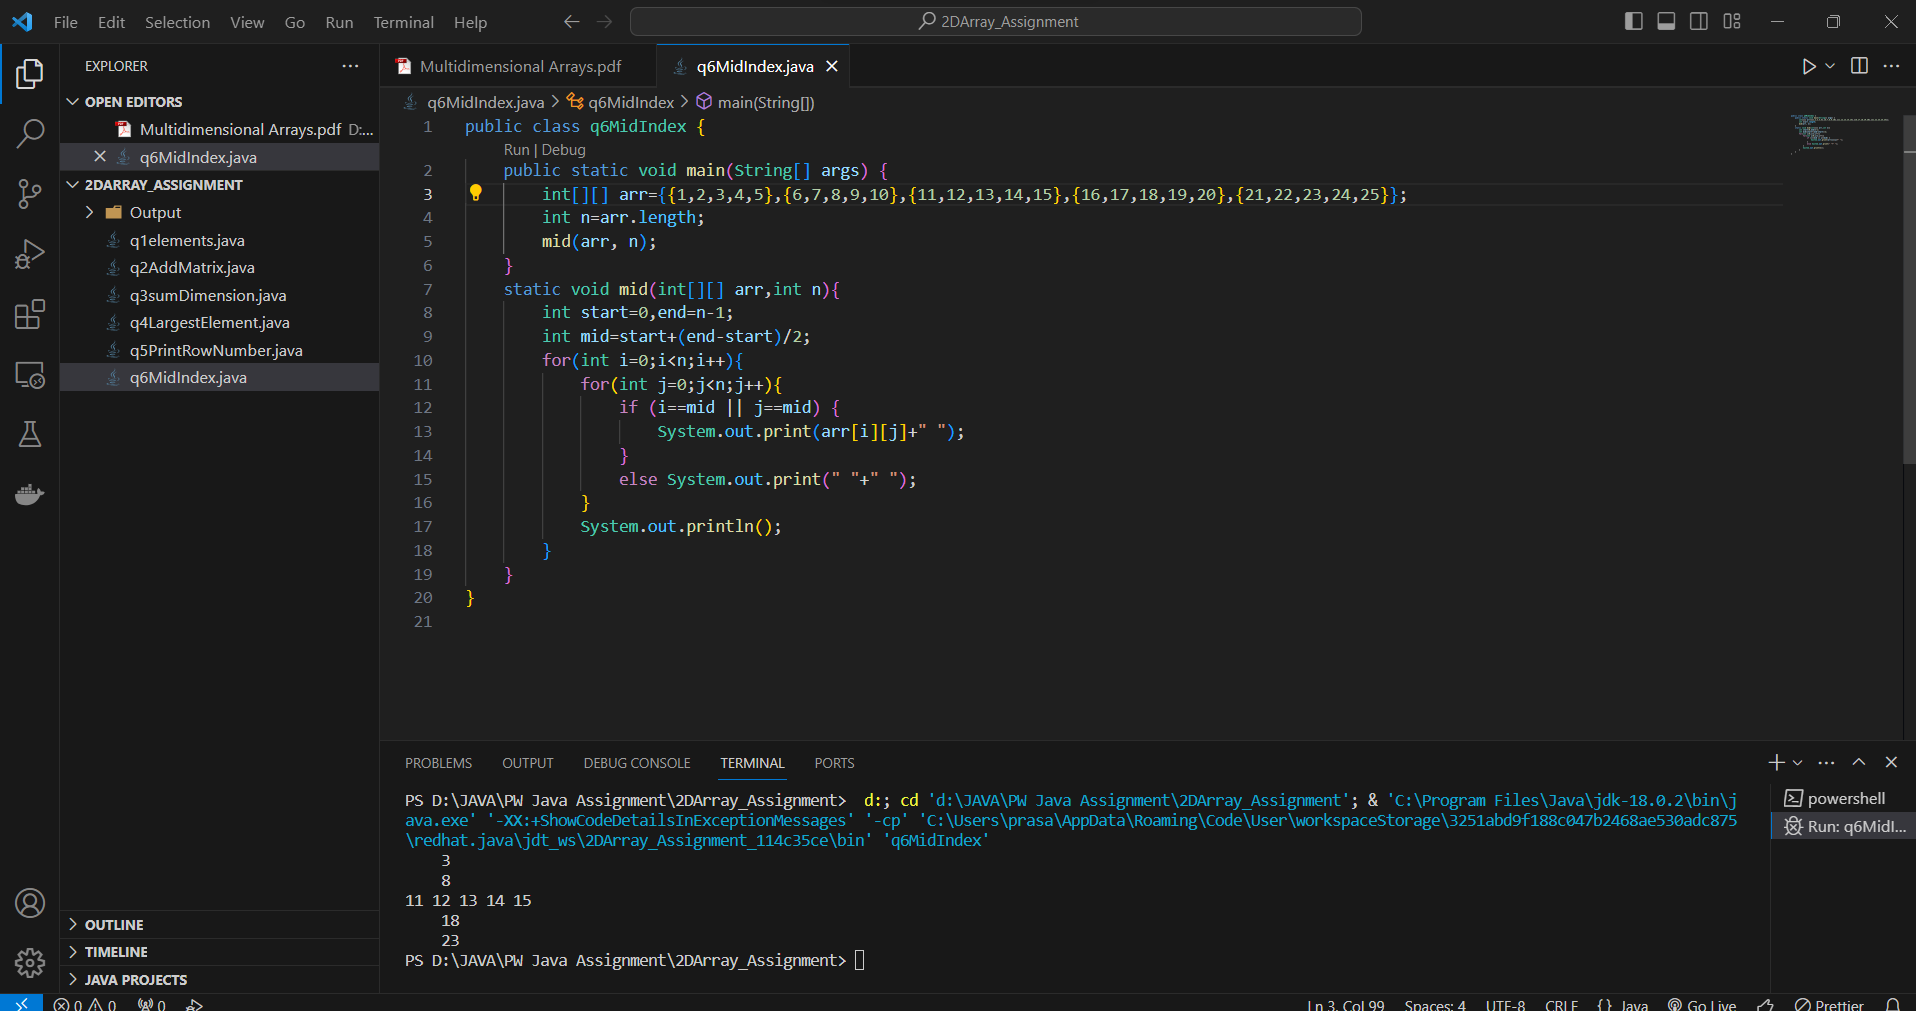 File Edit Selection View Go Run Terminal Help
2DArray_Assignment
EXPLORER
OPEN EDITORS
Multidimensional Arrays.pdf D:...
q6MidIndex.java
2DARRAY_ASSIGNMENT
Output
q1elements.java
q2AddMatrix.java
q3sumDimension.java
q4LargestElement.java
q5PrintRowNumber.java
q6MidIndex.java
OUTLINE
TIMELINE
JAVA PROJECTS
Multidimensional Arrays.pdf
q6MidIndex.java
q6MidIndex.java > q6MidIndex > main(String[])
1 public class q6MidIndex {
Run | Debug
2 public static void main(String[] args) {
3 int[][] arr={{1,2,3,4,5},{6,7,8,9,10},{11,12,13,14,15},{16,17,18,19,20},{21,22,23,24,25}};
4 int n=arr.length;
5 mid(arr, n);
6 }
7 static void mid(int[][] arr,int n){
8 int start=0,end=n-1;
9 int mid=start+(end-start)/2;
10 for(int i=0;i<n;i++){
11 for(int j=0;j<n;j++){
12 if (i==mid || j==mid) {
13 System.out.print(arr[i][j]+" ");
14 }
15 else System.out.print(" "+" ");
16 }
17 System.out.println();
18 }
19 }
20 }
21
PROBLEMS OUTPUT DEBUG CONSOLE TERMINAL PORTS
PS D:\JAVA\PW Java Assignment\2DArray_Assignment> d:; cd 'd:\JAVA\PW Java Assignment\2DArray_Assignment'; & 'C:\Program Files\Java\jdk-18.0.2\bin\j
ava.exe' '-XX:+ShowCodeDetailsInExceptionMessages' '-cp' 'C:\Users\prasa\AppData\Roaming\Code\User\workspaceStorage\3251abd9f188c047b2468ae530adc875
\redhat.java\jdt_ws\2DArray_Assignment_114c35ce\bin' 'q6MidIndex'
3
8
11 12 13 14 15
18
23
PS D:\JAVA\PW Java Assignment\2DArray_Assignment>
powershell
Run: q6MidI...
0 0 0
Ln 3, Col 99 Spaces: 4 UTF-8 CRLF {} Java Go Live Prettier